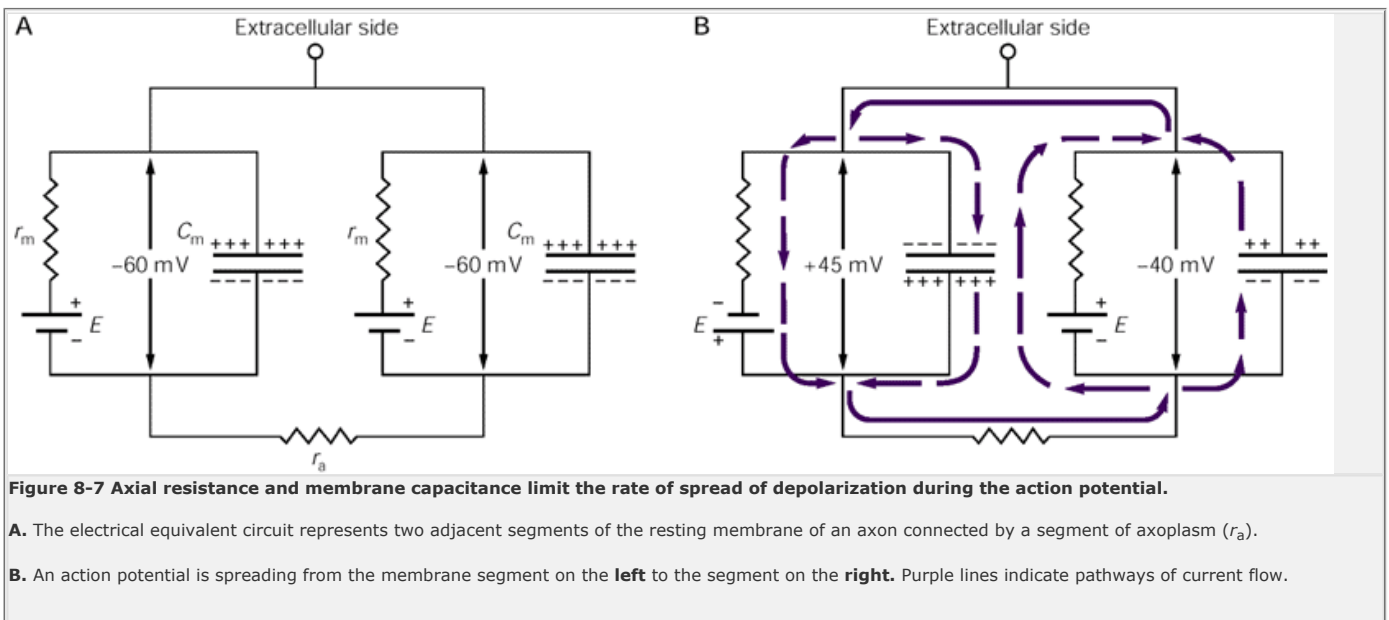 A
Extracellular side
B
Extracellular side
rm
−60 mV
Cm
+++ +++
--- ---
+
E
−
rm
−60 mV
Cm
+++ +++
--- ---
+
E
−
ra
−
E
+
+45 mV
--- ---
+++ +++
+
E
−
−40 mV
++ ++
-- --
Figure 8-7 Axial resistance and membrane capacitance limit the rate of spread of depolarization during the action potential.
A. The electrical equivalent circuit represents two adjacent segments of the resting membrane of an axon connected by a segment of axoplasm (ra).
B. An action potential is spreading from the membrane segment on the left to the segment on the right. Purple lines indicate pathways of current flow.